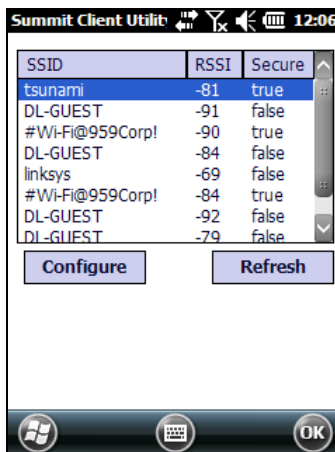 Summit Client Utilit 12:06
SSID RSSI Secure
tsunami -81 true
DL-GUEST -91 false
#Wi-Fi@959Corp! -90 true
DL-GUEST -84 false
linksys -69 false
#Wi-Fi@959Corp! -84 true
DL-GUEST -92 false
DL-GUEST -79 false
Configure Refresh
OK